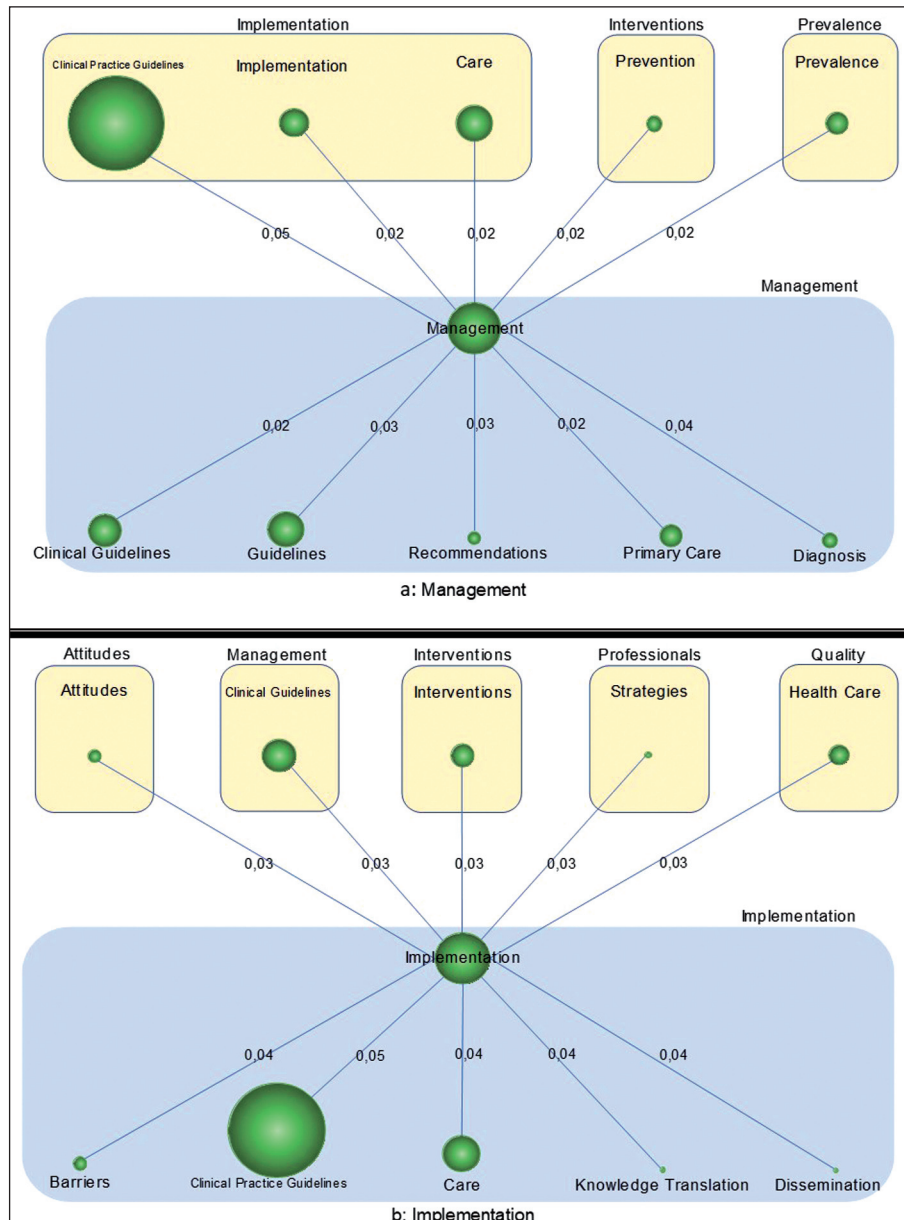 Implementation Interventions Prevalence
Clinical Practice Guidelines Implementation Care Prevention Prevalence
0,05 0,02 0,02 0,02 0,02
Management
Management
0,02 0,03 0,03 0,02 0,04
Clinical Guidelines Guidelines Recommendations Primary Care Diagnosis
a: Management
Attitudes Management Interventions Professionals Quality
Attitudes Clinical Guidelines Interventions Strategies Health Care
0,03 0,03 0,03 0,03 0,03
Implementation
Implementation
0,04 0,05 0,04 0,04 0,04
Barriers Clinical Practice Guidelines Care Knowledge Translation Dissemination
b: Implementation